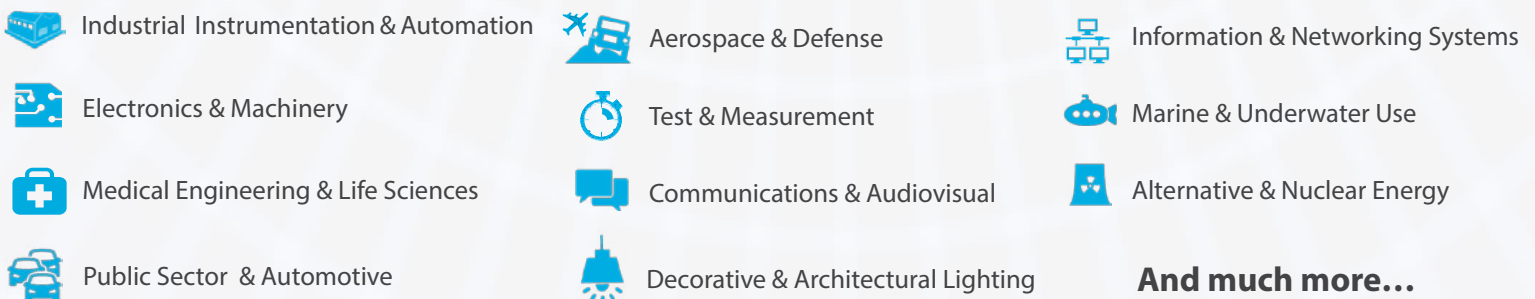 Industrial Instrumentation & Automation
Electronics & Machinery
Medical Engineering & Life Sciences
Public Sector & Automotive
Aerospace & Defense
Test & Measurement
Communications & Audiovisual
Decorative & Architectural Lighting
Information & Networking Systems
Marine & Underwater Use
Alternative & Nuclear Energy
And much more…